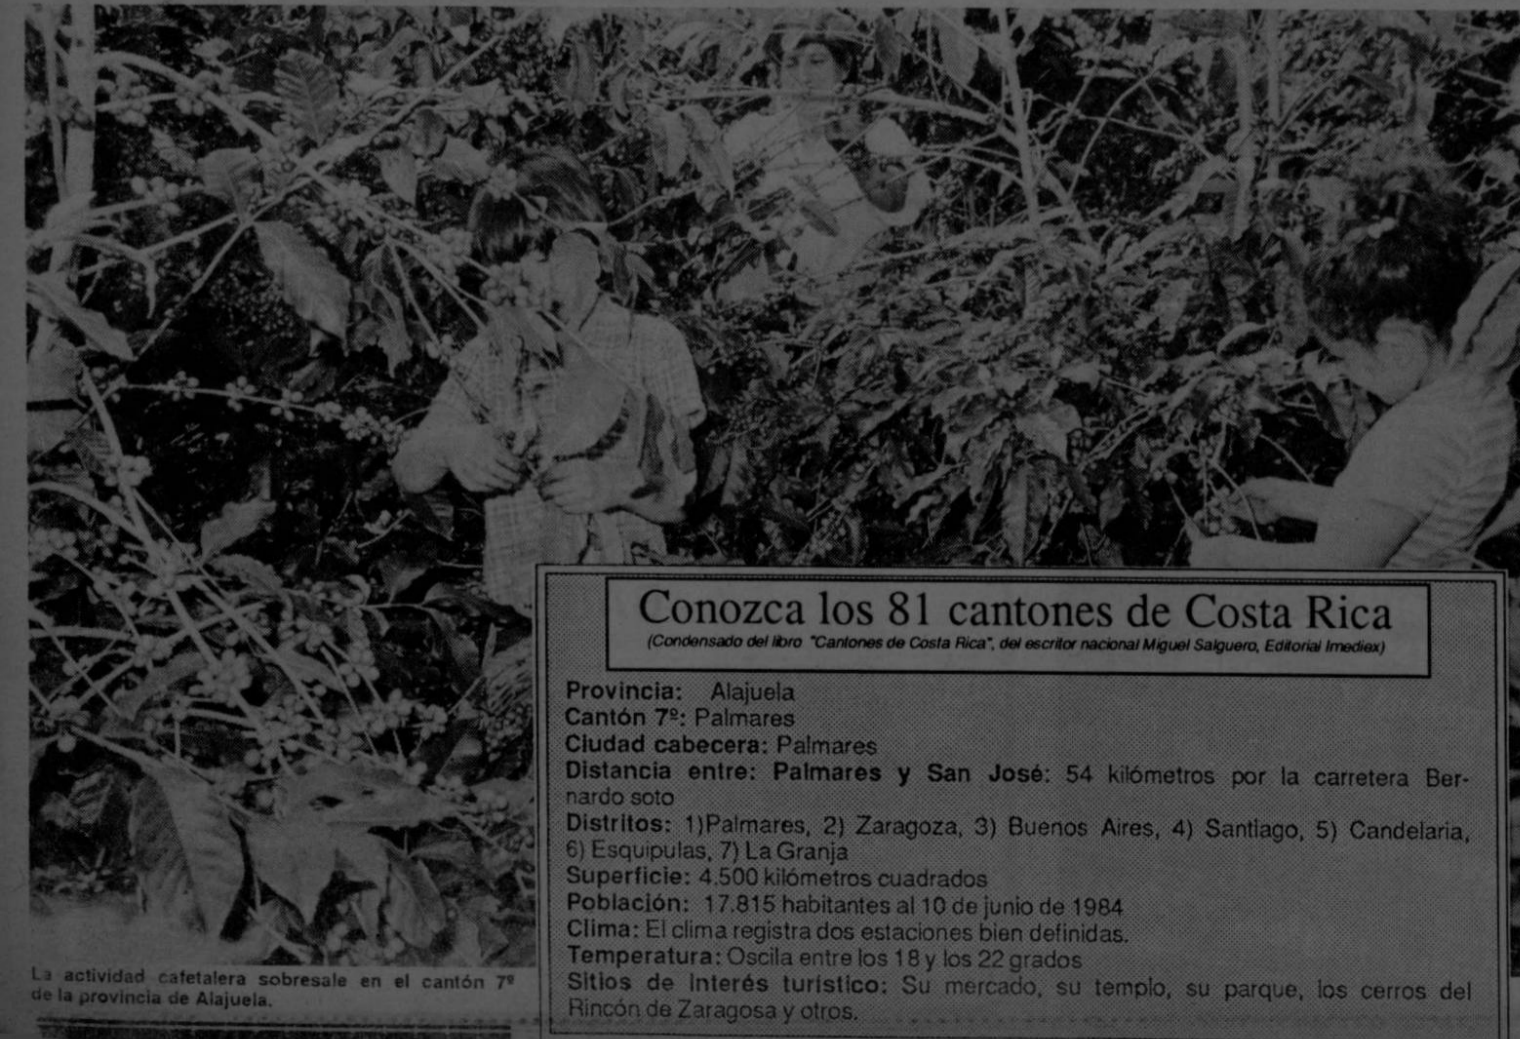 Conozca los 81 cantones de Costa Rica
(Condensado del libro "Cantones de Costa Rica", del escritor nacional Miguel Salguero, Editorial Imediex)
Provincia: Alajuela
Cantón 7º: Palmares
Ciudad cabecera: Palmares
Distancia entre: Palmares y San José: 54 kilómetros por la carretera Ber-
nardo soto
Distritos: 1)Palmares, 2) Zaragoza, 3) Buenos Aires, 4) Santiago, 5) Candelaria,
6) Esquipulas, 7) La Granja
Superficie: 4.500 kilómetros cuadrados
Población: 17.815 habitantes al 10 de junio de 1984
Clima: El clima registra dos estaciones bien definidas.
Temperatura: Oscila entre los 18 y los 22 grados
Sitios de interés turístico: Su mercado, su templo, su parque, los cerros del
Rincón de Zaragosa y otros.
La actividad cafetalera sobresale en el cantón 7º
de la provincia de Alajuela.